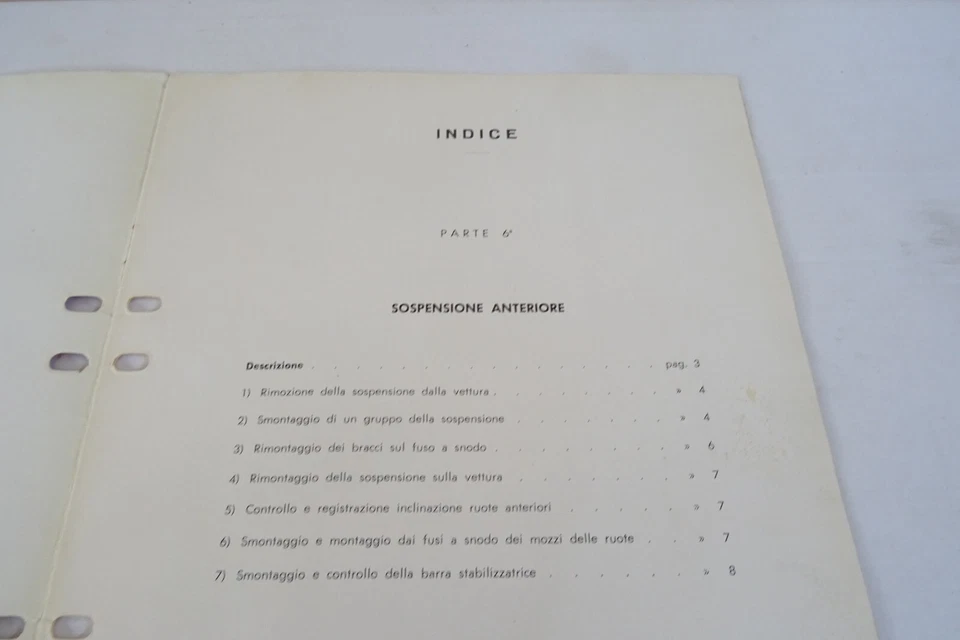 INDICE
PARTE 6ª
SOSPENSIONE ANTERIORE
Descrizione . . . . . . . . . . . . . . . . pag. 3
1) Rimozione della sospensione dalla vettura . . . . . . . » 4
2) Smontaggio di un gruppo della sospensione . . . . . . . » 4
3) Rimontaggio dei bracci sul fuso a snodo . . . . . . . . » 6
4) Rimontaggio della sospensione sulla vettura . . . . . . » 7
5) Controllo e registrazione inclinazione ruote anteriori . . . . . » 7
6) Smontaggio e montaggio dai fusi a snodo dei mozzi delle ruote . . » 7
7) Smontaggio e controllo della barra stabilizzatrice . . . . . . » 8